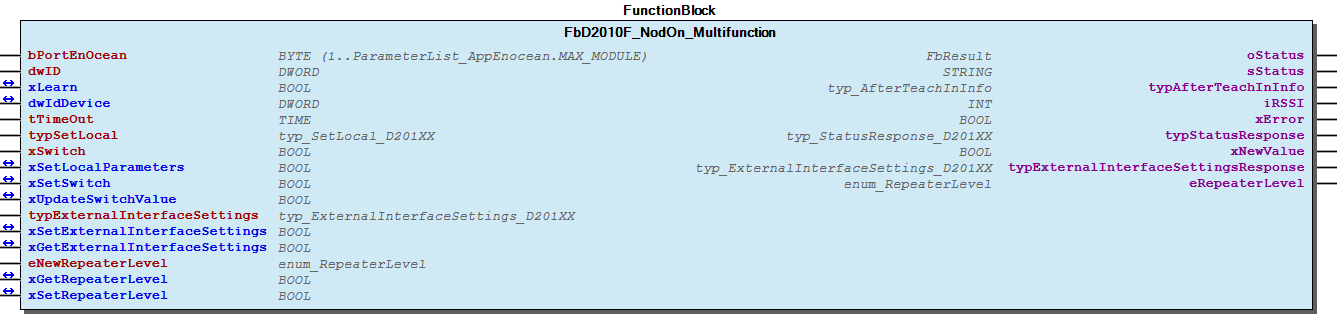 FunctionBlock
FbD2010F_NodOn_Multifunction
bPortEnOcean BYTE (1..ParameterList_AppEnocean.MAX_MODULE) FbResult oStatus
dwID DWORD STRING sStatus
xLearn BOOL typ_AfterTeachInInfo typAfterTeachInInfo
dwIdDevice DWORD INT iRSSI
tTimeOut TIME BOOL xError
typSetLocal typ_SetLocal_D201XX typ_StatusResponse_D201XX typStatusResponse
xSwitch BOOL BOOL xNewValue
xSetLocalParameters BOOL typ_ExternalInterfaceSettings_D201XX typExternalInterfaceSettingsResponse
xSetSwitch BOOL enum_RepeaterLevel eRepeaterLevel
xUpdateSwitchValue BOOL
typExternalInterfaceSettings typ_ExternalInterfaceSettings_D201XX
xSetExternalInterfaceSettings BOOL
xGetExternalInterfaceSettings BOOL
eNewRepeaterLevel enum_RepeaterLevel
xGetRepeaterLevel BOOL
xSetRepeaterLevel BOOL